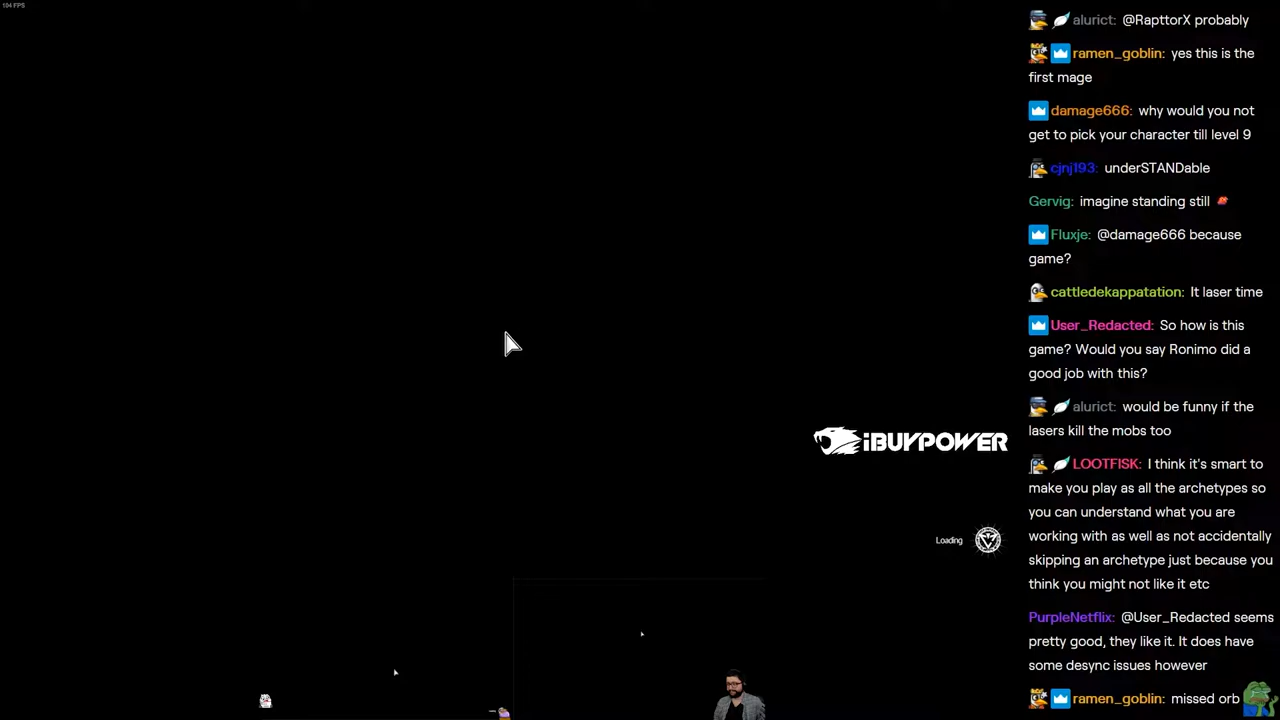 104 FPS
alurict: @RapttorX probably
ramen_goblin: yes this is the
first mage
damage666: why would you not
get to pick your character till level 9
cjnj193: underSTANDable
Gervig: imagine standing still
Fluxje: @damage666 because
game?
cattledekappatation: It laser time
User_Redacted: So how is this
game? Would you say Ronimo did a
good job with this?
alurict: would be funny if the
lasers kill the mobs too
LOOTFISK: I think it's smart to
make you play as all the archetypes so
you can understand what you are
working with as well as not accidentally
skipping an archetype just because you
think you might not like it etc
PurpleNetflix: @User_Redacted seems
pretty good, they like it. It does have
some desync issues however
ramen_goblin: missed orb
iBUYPOWER
Loading